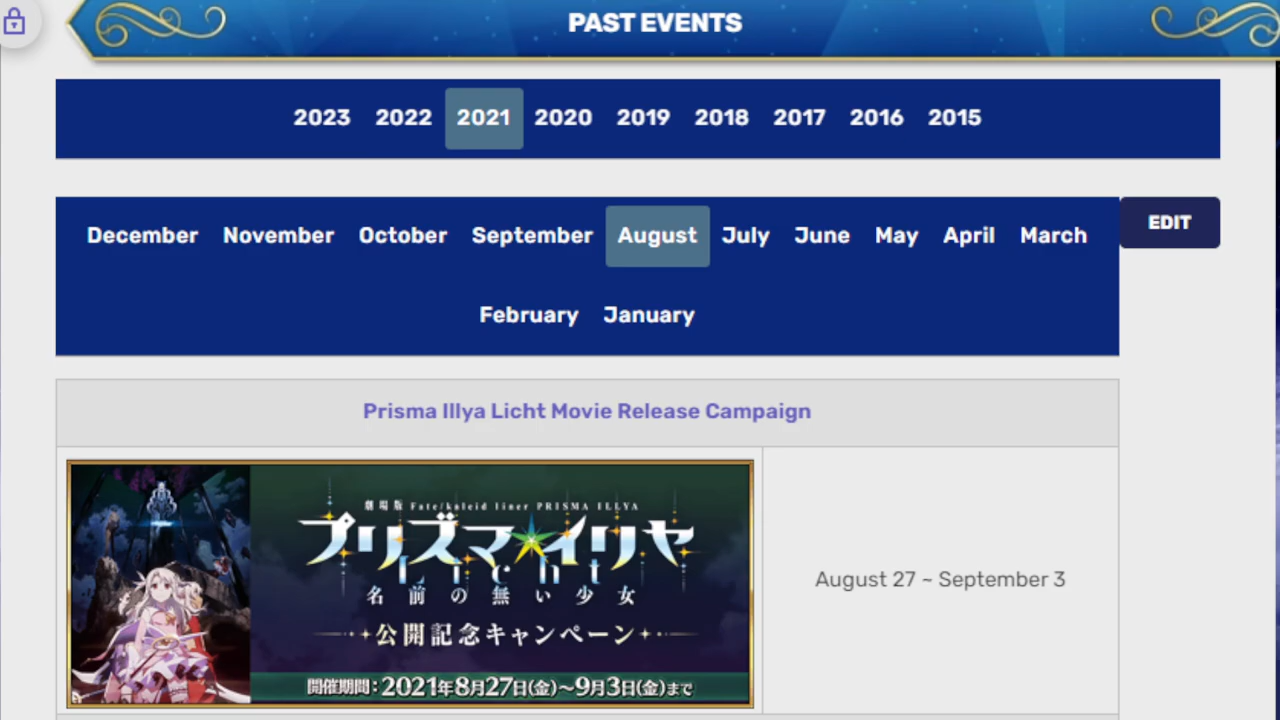 PAST EVENTS
2023 2022 2021 2020 2019 2018 2017 2016 2015
December November October September August July June May April March
EDIT
February January
Prisma Illya Licht Movie Release Campaign
劇場版 Fate/kaleid liner PRISMA ILLYA
プリズマ★イリヤ
Licht
名前の無い少女
公開記念キャンペーン
開催期間：2021年8月27日(金)～9月3日(金)まで
August 27 ~ September 3